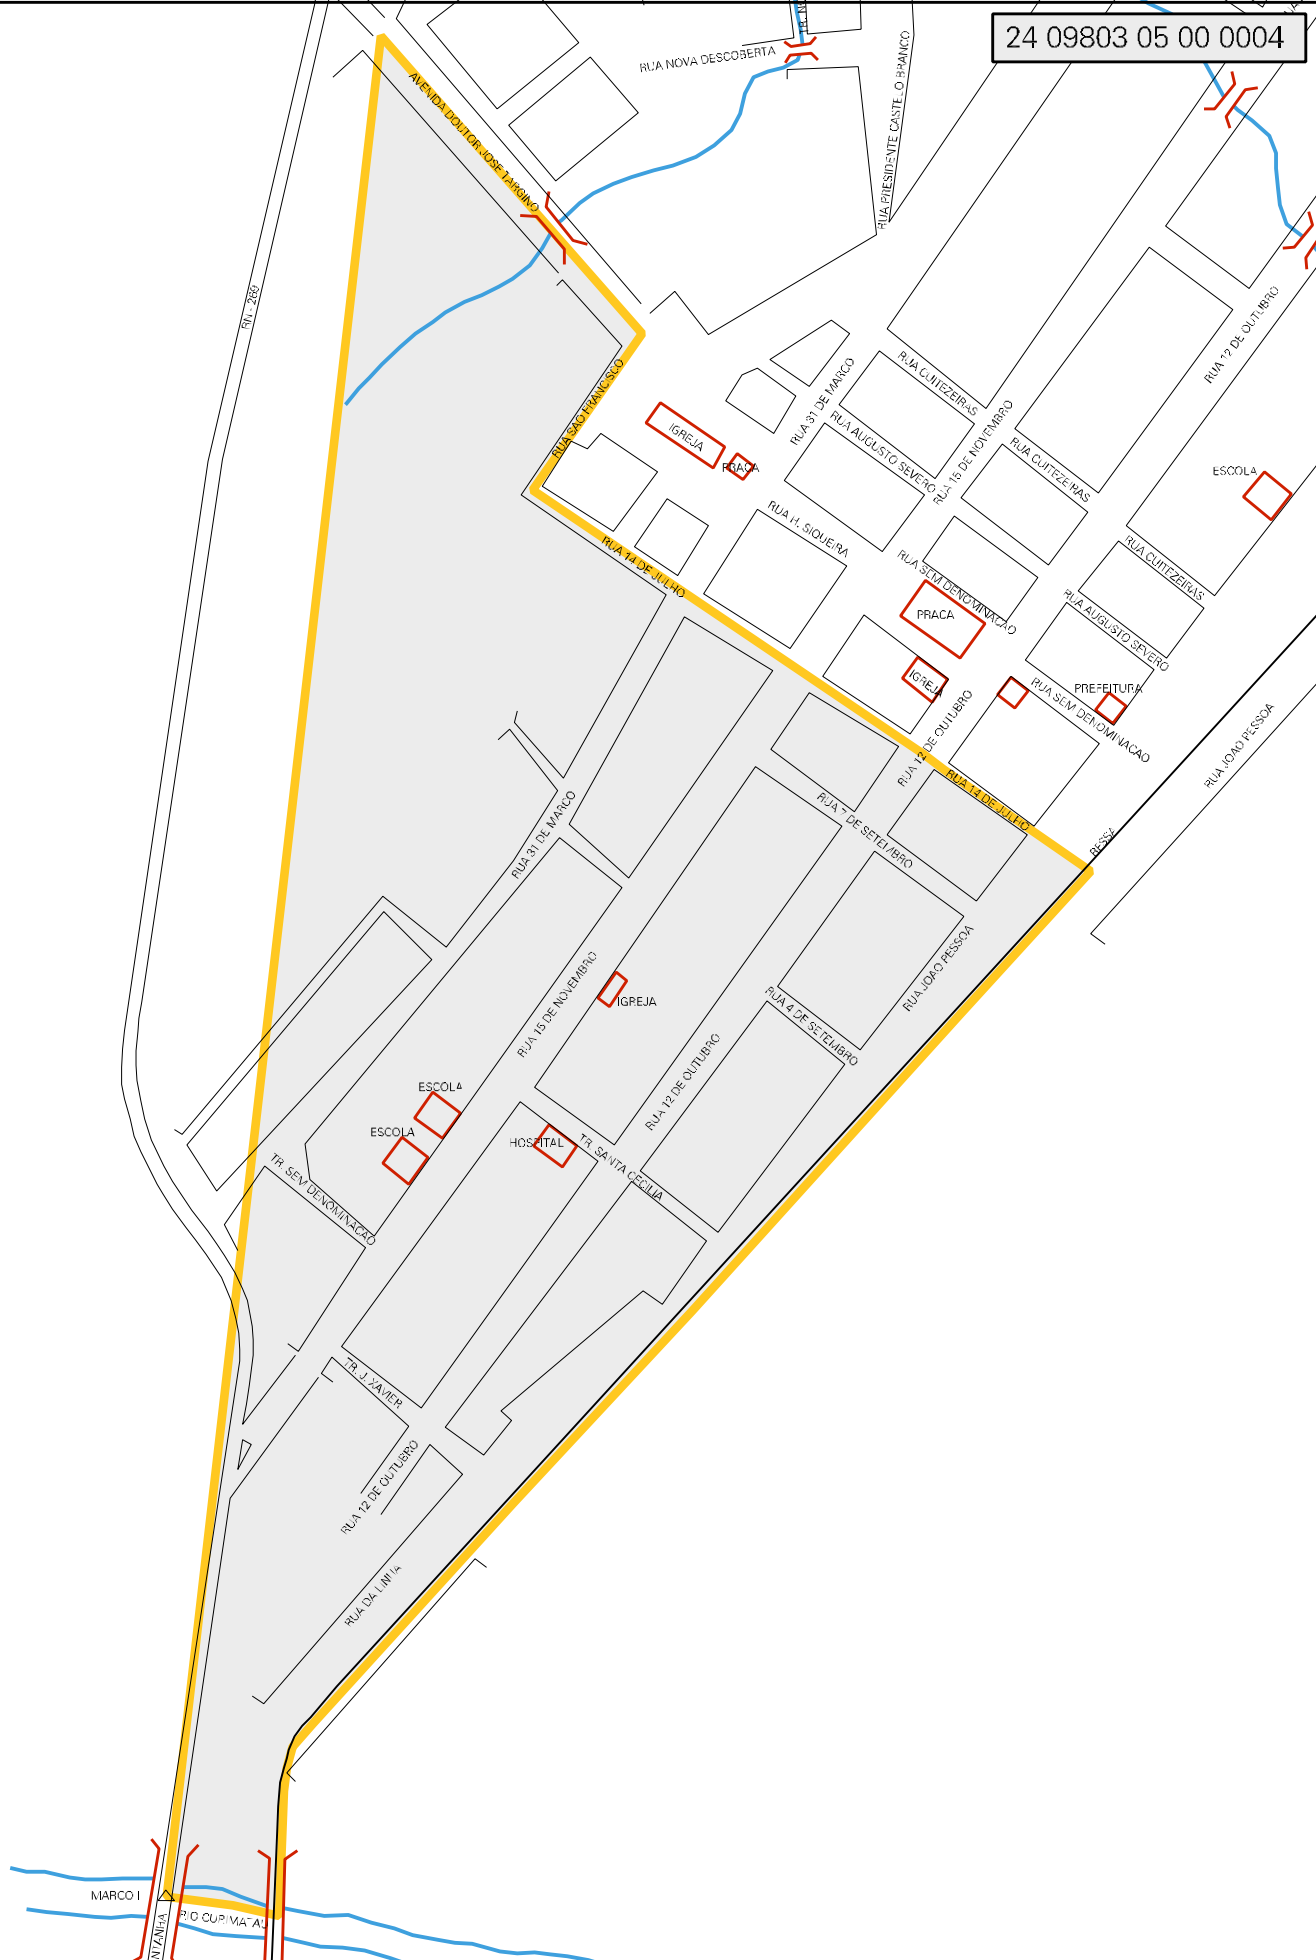 24 09803 05 00 0004
RUA NOVA DESCOBERTA
RUA PRESIDENTE CASTELO BRANCO
AVENIDA DOUTOR JOSE TARGINO
RN - 269
RUA SAO FRANCISCO
RUA 12 DE OUTUBRO
RUA 31 DE MARCO
RUA CUITEZEIRAS
RUA AUGUSTO SEVERO
RUA 15 DE NOVEMBRO
RUA CUITEZEIRAS
IGREJA
PRACA
ESCOLA
RUA H. SIQUEIRA
RUA 14 DE JULHO
RUA SEM DENOMINACAO
RUA CUITEZEIRAS
RUA AUGUSTO SEVERO
PRACA
IGREJA
PREFEITURA
RUA SEM DENOMINACAO
RUA 12 DE OUTUBRO
RUA JOAO PESSOA
RUA 14 DE JULHO
RUA 7 DE SETEMBRO
RUA 31 DE MARCO
BESSA
RUA JOAO PESSOA
RUA 15 DE NOVEMBRO
IGREJA
RUA 4 DE SETEMBRO
RUA 12 DE OUTUBRO
ESCOLA
ESCOLA
HOSPITAL
TR. SANTA CECILIA
TR. SEM DENOMINACAO
TR. J. XAVIER
RUA 12 DE OUTUBRO
RUA DA LINHA
MARCO I
RIO CURIMATAU